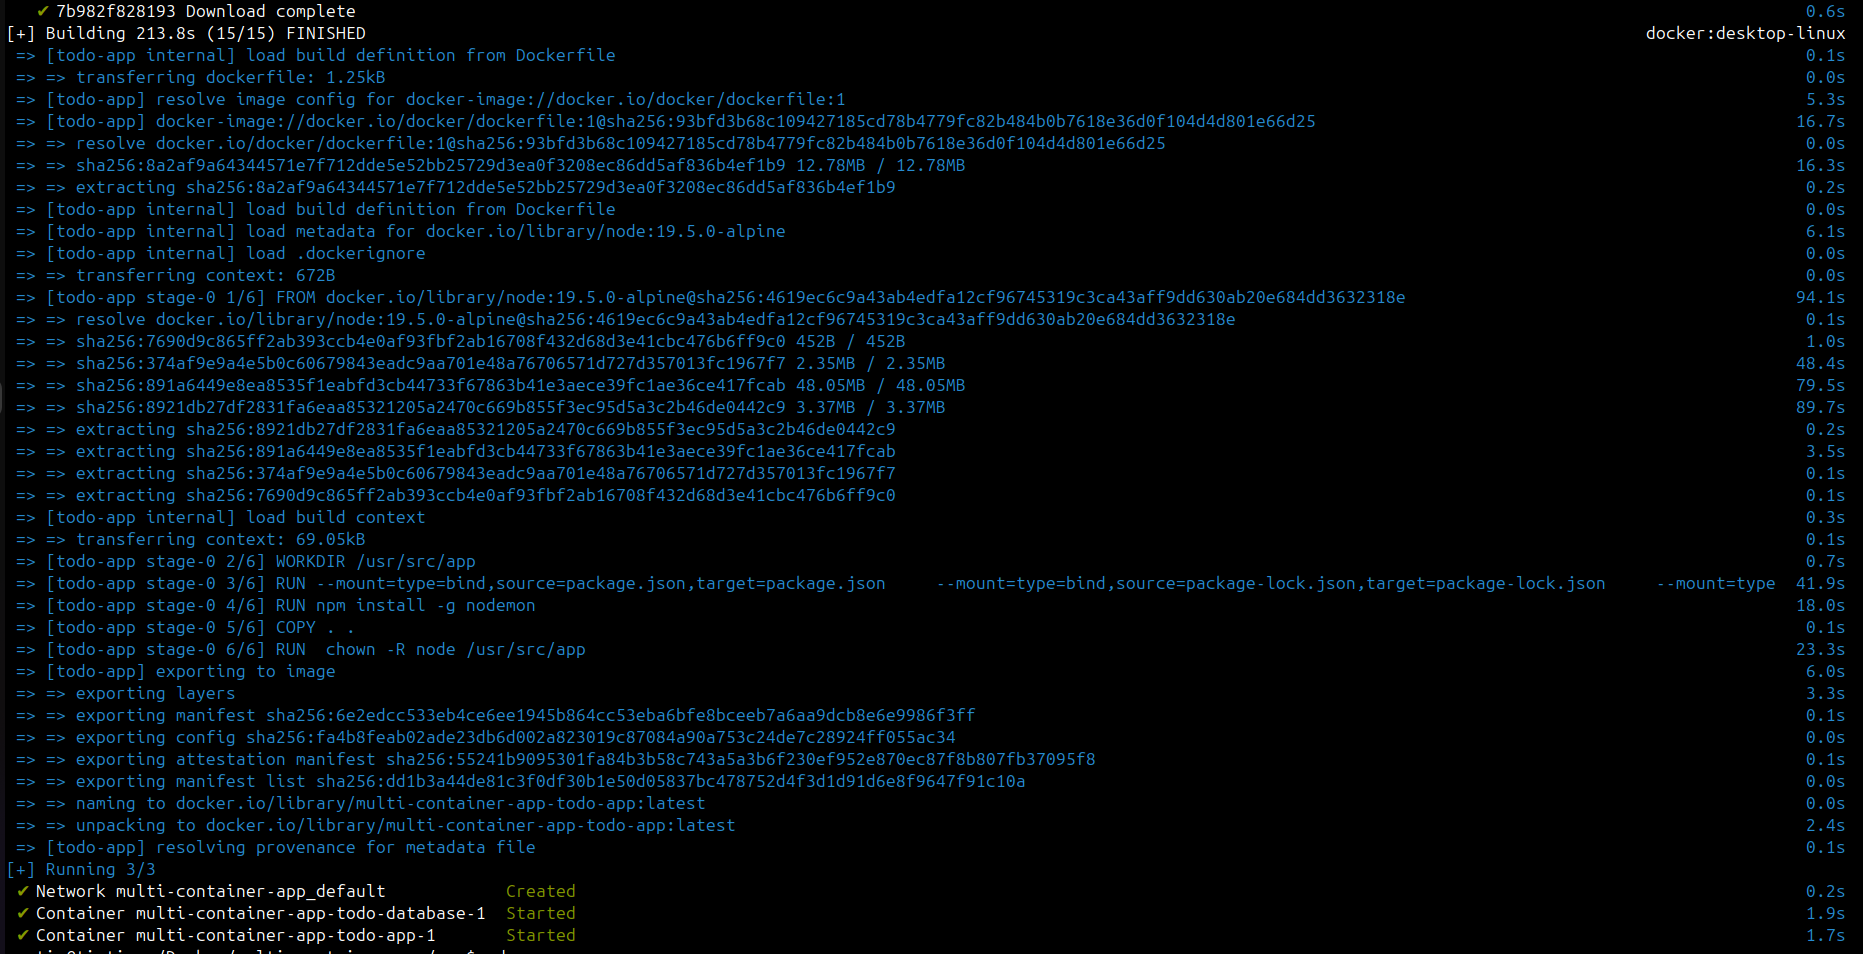 ✔ 7b982f828193 Download complete 0.6s
[+] Building 213.8s (15/15) FINISHED docker:desktop-linux
=> [todo-app internal] load build definition from Dockerfile 0.1s
=> => transferring dockerfile: 1.25kB 0.0s
=> [todo-app] resolve image config for docker-image://docker.io/docker/dockerfile:1 5.3s
=> [todo-app] docker-image://docker.io/docker/dockerfile:1@sha256:93bfd3b68c109427185cd78b4779fc82b484b0b7618e36d0f104d4d801e66d25 16.7s
=> => resolve docker.io/docker/dockerfile:1@sha256:93bfd3b68c109427185cd78b4779fc82b484b0b7618e36d0f104d4d801e66d25 0.0s
=> => sha256:8a2af9a64344571e7f712dde5e52bb25729d3ea0f3208ec86dd5af836b4ef1b9 12.78MB / 12.78MB 16.3s
=> => extracting sha256:8a2af9a64344571e7f712dde5e52bb25729d3ea0f3208ec86dd5af836b4ef1b9 0.2s
=> [todo-app internal] load build definition from Dockerfile 0.0s
=> [todo-app internal] load metadata for docker.io/library/node:19.5.0-alpine 6.1s
=> [todo-app internal] load .dockerignore 0.0s
=> => transferring context: 672B 0.0s
=> [todo-app stage-0 1/6] FROM docker.io/library/node:19.5.0-alpine@sha256:4619ec6c9a43ab4edfa12cf96745319c3ca43aff9dd630ab20e684dd3632318e 94.1s
=> => resolve docker.io/library/node:19.5.0-alpine@sha256:4619ec6c9a43ab4edfa12cf96745319c3ca43aff9dd630ab20e684dd3632318e 0.1s
=> => sha256:7690d9c865ff2ab393ccb4e0af93fbf2ab16708f432d68d3e41cbc476b6ff9c0 452B / 452B 1.0s
=> => sha256:374af9e9a4e5b0c60679843eadc9aa701e48a76706571d727d357013fc1967f7 2.35MB / 2.35MB 48.4s
=> => sha256:891a6449e8ea8535f1eabfd3cb44733f67863b41e3aece39fc1ae36ce417fcab 48.05MB / 48.05MB 79.5s
=> => sha256:8921db27df2831fa6eaa85321205a2470c669b855f3ec95d5a3c2b46de0442c9 3.37MB / 3.37MB 89.7s
=> => extracting sha256:8921db27df2831fa6eaa85321205a2470c669b855f3ec95d5a3c2b46de0442c9 0.2s
=> => extracting sha256:891a6449e8ea8535f1eabfd3cb44733f67863b41e3aece39fc1ae36ce417fcab 3.5s
=> => extracting sha256:374af9e9a4e5b0c60679843eadc9aa701e48a76706571d727d357013fc1967f7 0.1s
=> => extracting sha256:7690d9c865ff2ab393ccb4e0af93fbf2ab16708f432d68d3e41cbc476b6ff9c0 0.1s
=> [todo-app internal] load build context 0.3s
=> => transferring context: 69.05kB 0.1s
=> [todo-app stage-0 2/6] WORKDIR /usr/src/app 0.7s
=> [todo-app stage-0 3/6] RUN --mount=type=bind,source=package.json,target=package.json     --mount=type=bind,source=package-lock.json,target=package-lock.json     --mount=type 41.9s
=> [todo-app stage-0 4/6] RUN npm install -g nodemon 18.0s
=> [todo-app stage-0 5/6] COPY . . 0.1s
=> [todo-app stage-0 6/6] RUN  chown -R node /usr/src/app 23.3s
=> [todo-app] exporting to image 6.0s
=> => exporting layers 3.3s
=> => exporting manifest sha256:6e2edcc533eb4ce6ee1945b864cc53eba6bfe8bceeb7a6aa9dcb8e6e9986f3ff 0.1s
=> => exporting config sha256:fa4b8feab02ade23db6d002a823019c87084a90a753c24de7c28924ff055ac34 0.0s
=> => exporting attestation manifest sha256:55241b9095301fa84b3b58c743a5a3b6f230ef952e870ec87f8b807fb37095f8 0.1s
=> => exporting manifest list sha256:dd1b3a44de81c3f0df30b1e50d05837bc478752d4f3d1d91d6e8f9647f91c10a 0.0s
=> => naming to docker.io/library/multi-container-app-todo-app:latest 0.0s
=> => unpacking to docker.io/library/multi-container-app-todo-app:latest 2.4s
=> [todo-app] resolving provenance for metadata file 0.1s
[+] Running 3/3
✔ Network multi-container-app_default Created 0.2s
✔ Container multi-container-app-todo-database-1 Started 1.9s
✔ Container multi-container-app-todo-app-1 Started 1.7s